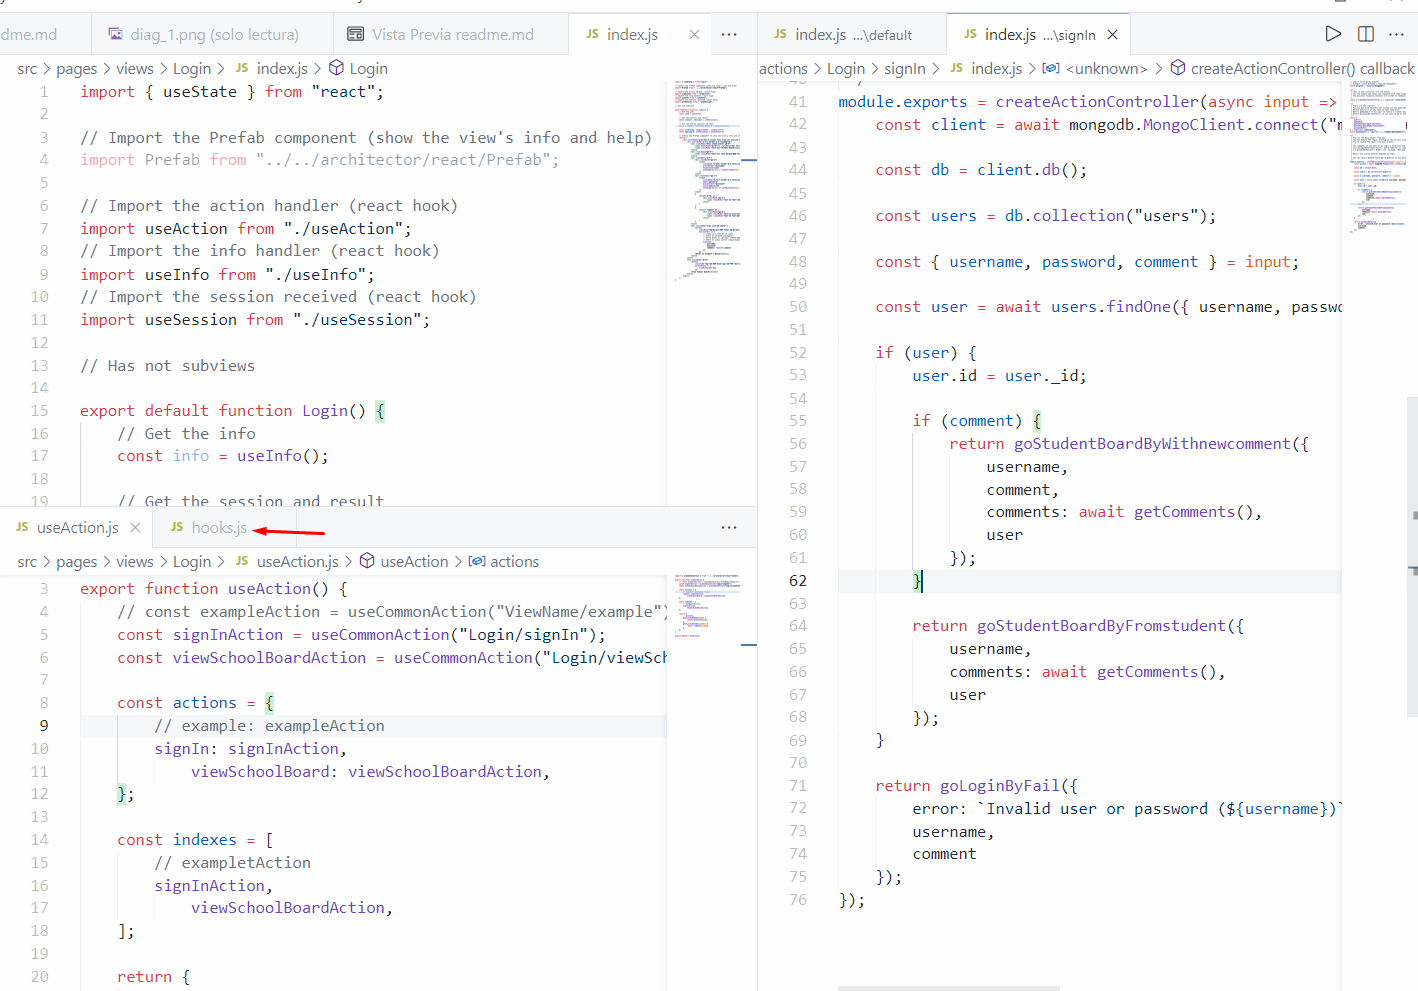 dme.md
diag_1.png (solo lectura)
Vista Previa readme.md
JS index.js
src > pages > views > Login > JS index.js > Login
1 import { useState } from "react";
2
3 // Import the Prefab component (show the view's info and help)
4 import Prefab from "../../architector/react/Prefab";
5
6 // Import the action handler (react hook)
7 import useAction from "./useAction";
8 // Import the info handler (react hook)
9 import useInfo from "./useInfo";
10 // Import the session received (react hook)
11 import useSession from "./useSession";
12
13 // Has not subviews
14
15 export default function Login() {
16 // Get the info
17 const info = useInfo();
18
19 // Get the session and result
JS useAction.js
JS hooks.js
src > pages > views > Login > JS useAction.js > useAction > actions
3 export function useAction() {
4 // const exampleAction = useCommonAction("ViewName/example")
5 const signInAction = useCommonAction("Login/signIn");
6 const viewSchoolBoardAction = useCommonAction("Login/viewSch
7
8 const actions = {
9 // example: exampleAction
10 signIn: signInAction,
11 viewSchoolBoard: viewSchoolBoardAction,
12 };
13
14 const indexes = [
15 // exampletAction
16 signInAction,
17 viewSchoolBoardAction,
18 ];
19
20 return {
JS index.js ...\default
JS index.js ...\signIn
actions > Login > signIn > JS index.js > <unknown> > createActionController() callback
41 module.exports = createActionController(async input =>
42 const client = await mongodb.MongoClient.connect("m
43
44 const db = client.db();
45
46 const users = db.collection("users");
47
48 const { username, password, comment } = input;
49
50 const user = await users.findOne({ username, passwo
51
52 if (user) {
53 user.id = user._id;
54
55 if (comment) {
56 return goStudentBoardByWithnewcomment({
57 username,
58 comment,
59 comments: await getComments(),
60 user
61 });
62 }
63
64 return goStudentBoardByFromstudent({
65 username,
66 comments: await getComments(),
67 user
68 });
69 }
70
71 return goLoginByFail({
72 error: `Invalid user or password (${username})`
73 username,
74 comment
75 });
76 });